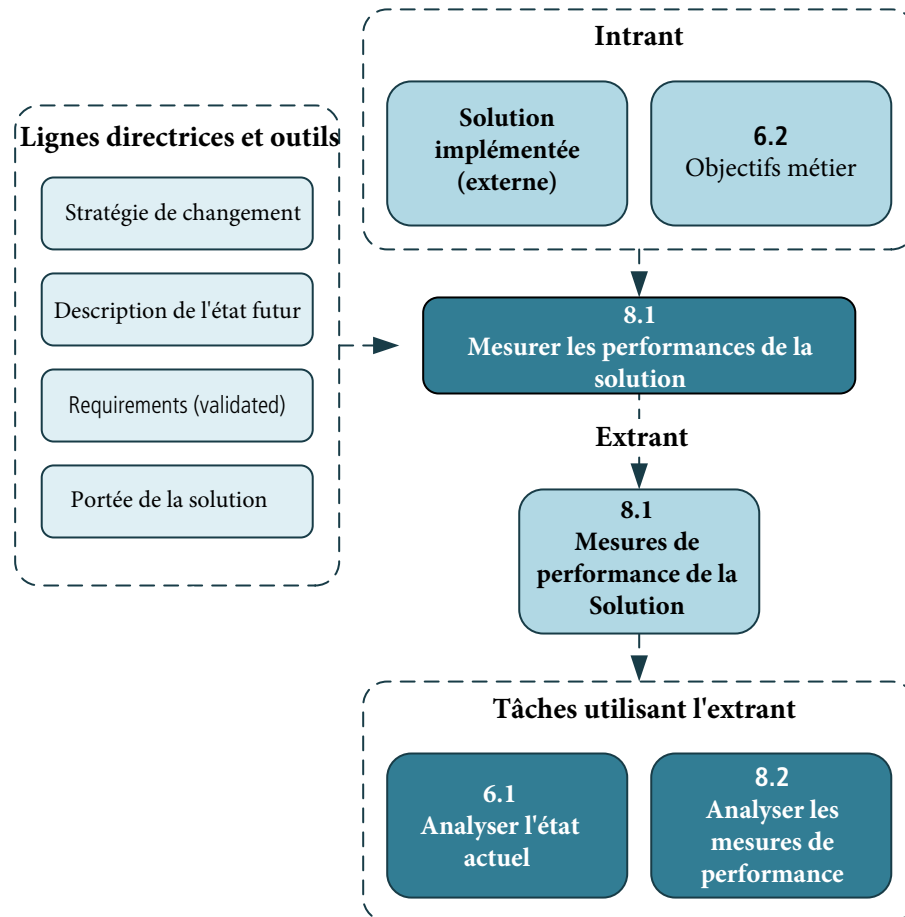 Intrant
Solution
implémentée
(externe)
6.2
Objectifs métier
Lignes directrices et outils
Stratégie de changement
Description de l'état futur
Requirements (validated)
Portée de la solution
8.1
Mesurer les performances de la
solution
Extrant
8.1
Mesures de
performance de la
Solution
Tâches utilisant l'extrant
6.1
Analyser l'état
actuel
8.2
Analyser les
mesures de
performance